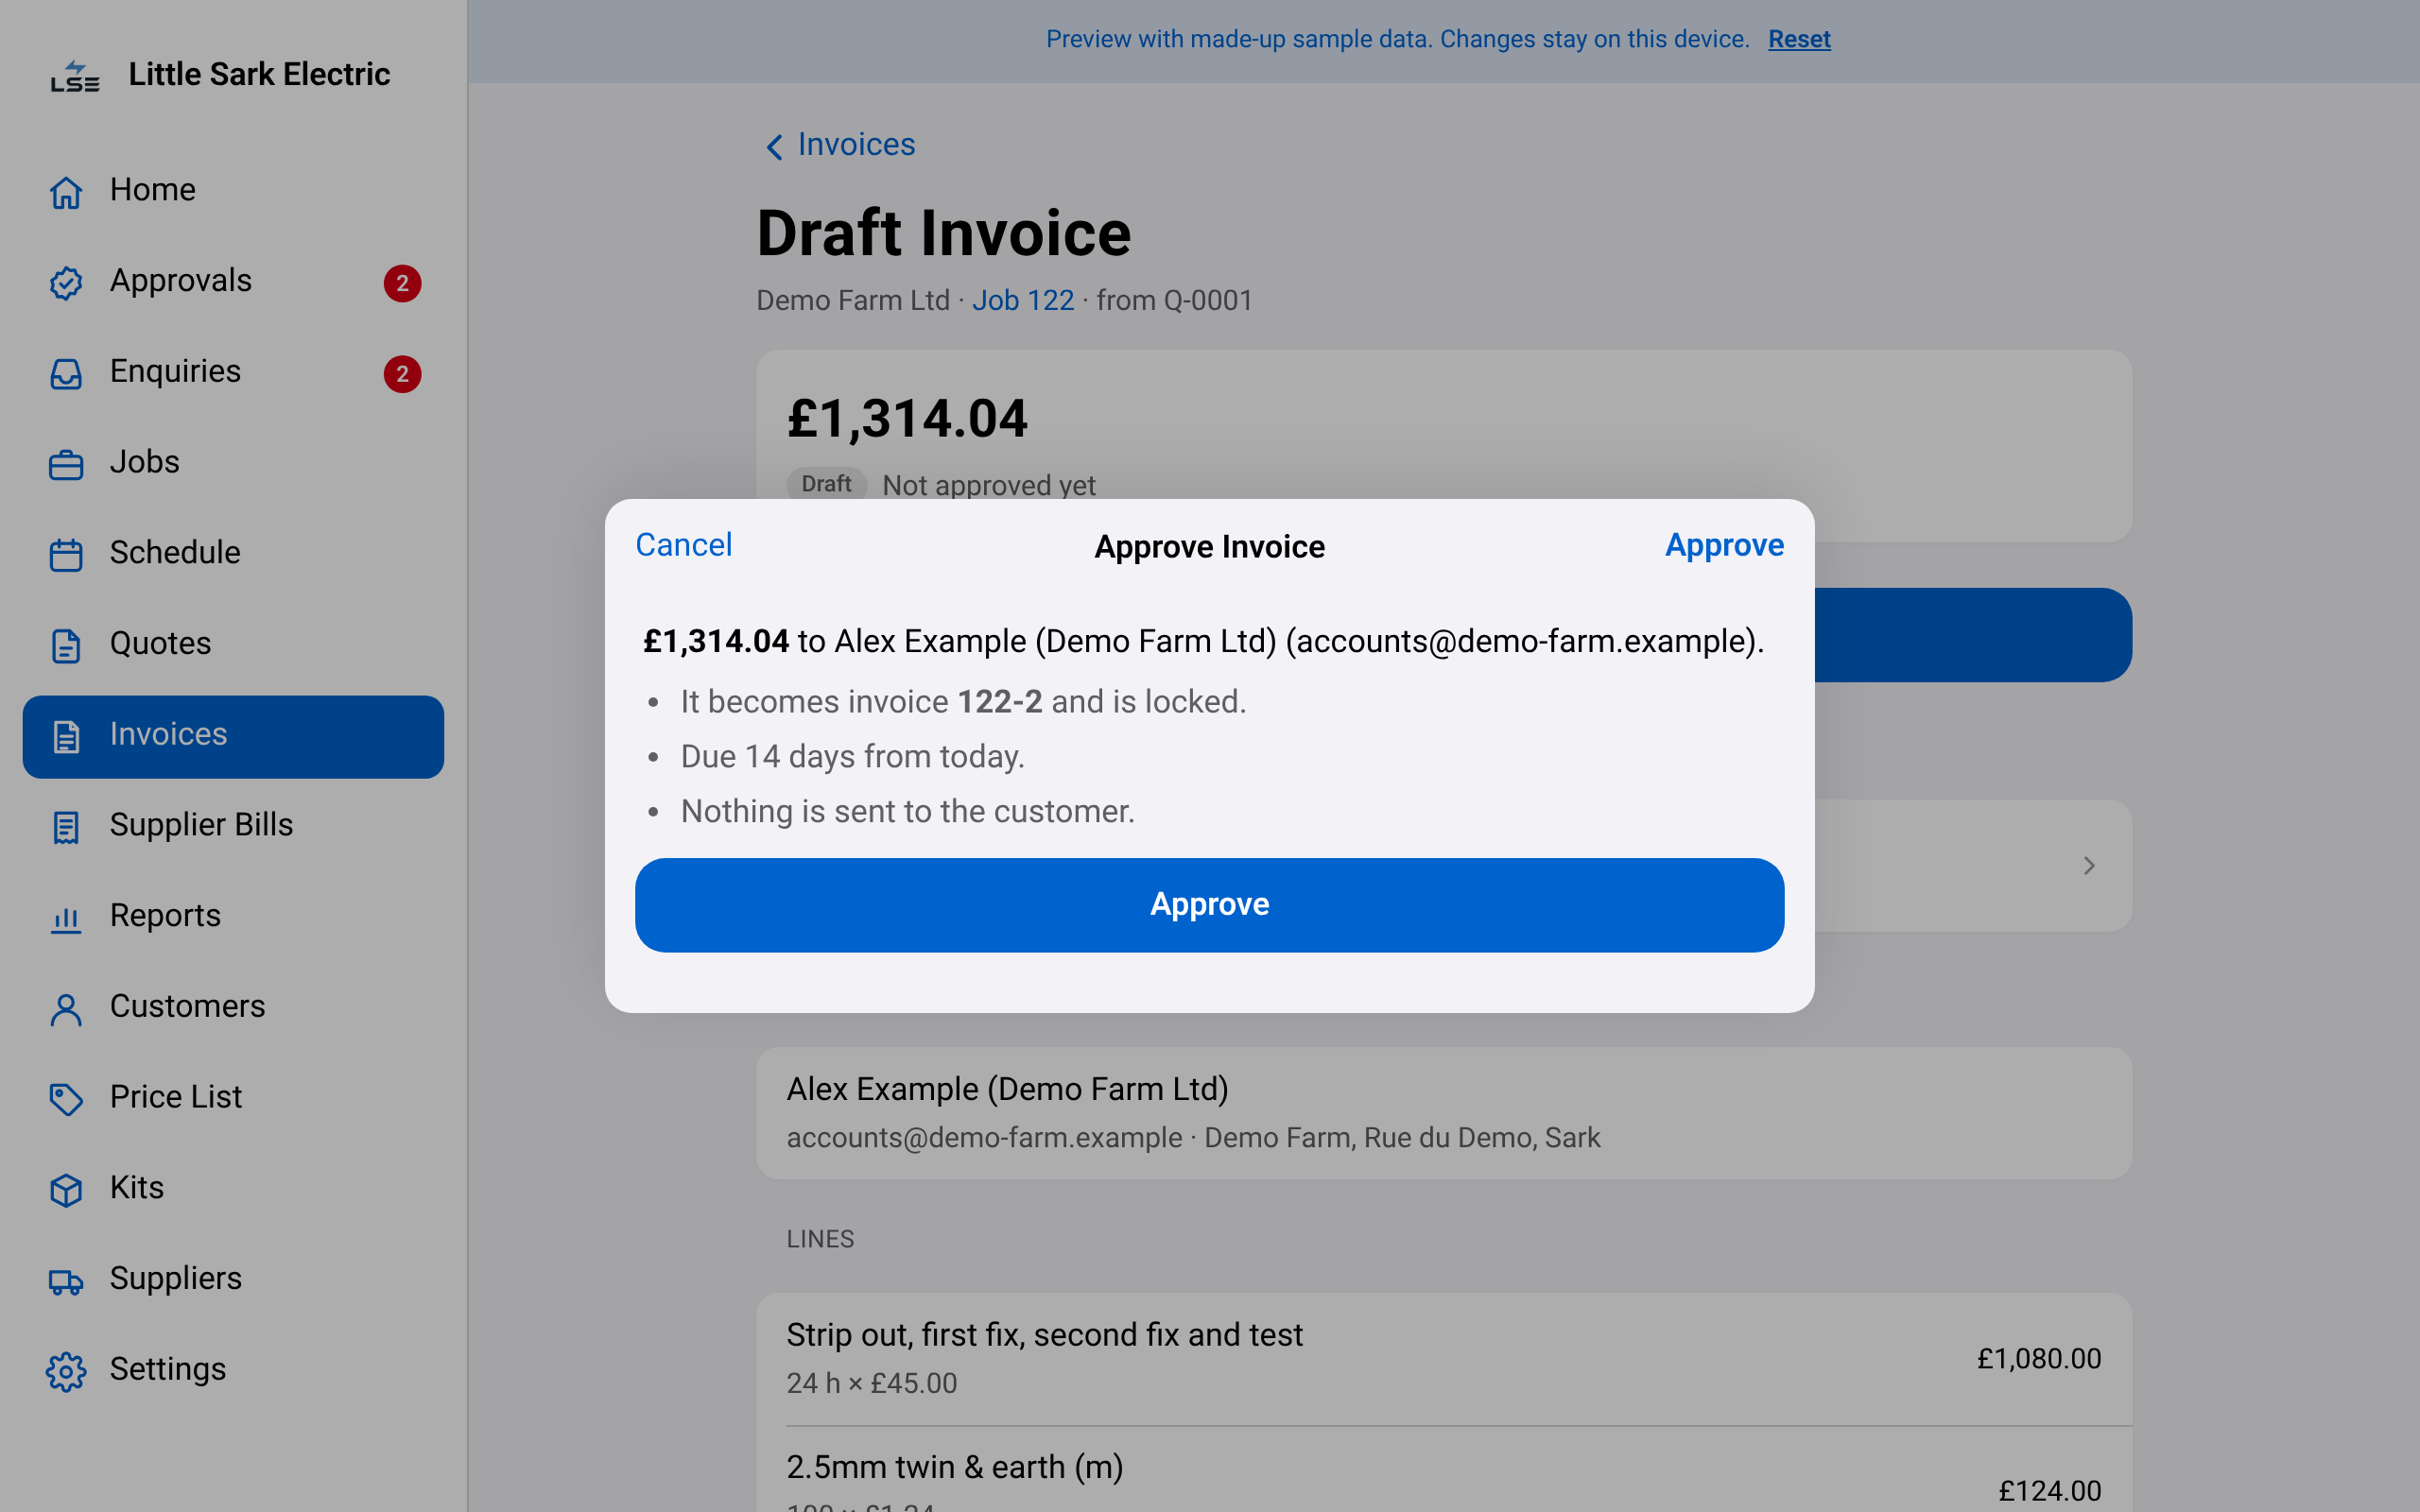 LSE
Little Sark Electric
Home
Approvals 2
Enquiries 2
Jobs
Schedule
Quotes
Invoices
Supplier Bills
Reports
Customers
Price List
Kits
Suppliers
Settings
Preview with made-up sample data. Changes stay on this device. Reset
Invoices
Draft Invoice
Demo Farm Ltd · Job 122 · from Q-0001
£1,314.04
Draft Not approved yet
Cancel Approve Invoice Approve
£1,314.04 to Alex Example (Demo Farm Ltd) (accounts@demo-farm.example).
• It becomes invoice 122-2 and is locked.
• Due 14 days from today.
• Nothing is sent to the customer.
Approve
Alex Example (Demo Farm Ltd)
accounts@demo-farm.example · Demo Farm, Rue du Demo, Sark
LINES
Strip out, first fix, second fix and test
£1,080.00
24 h × £45.00
2.5mm twin & earth (m)
£124.00